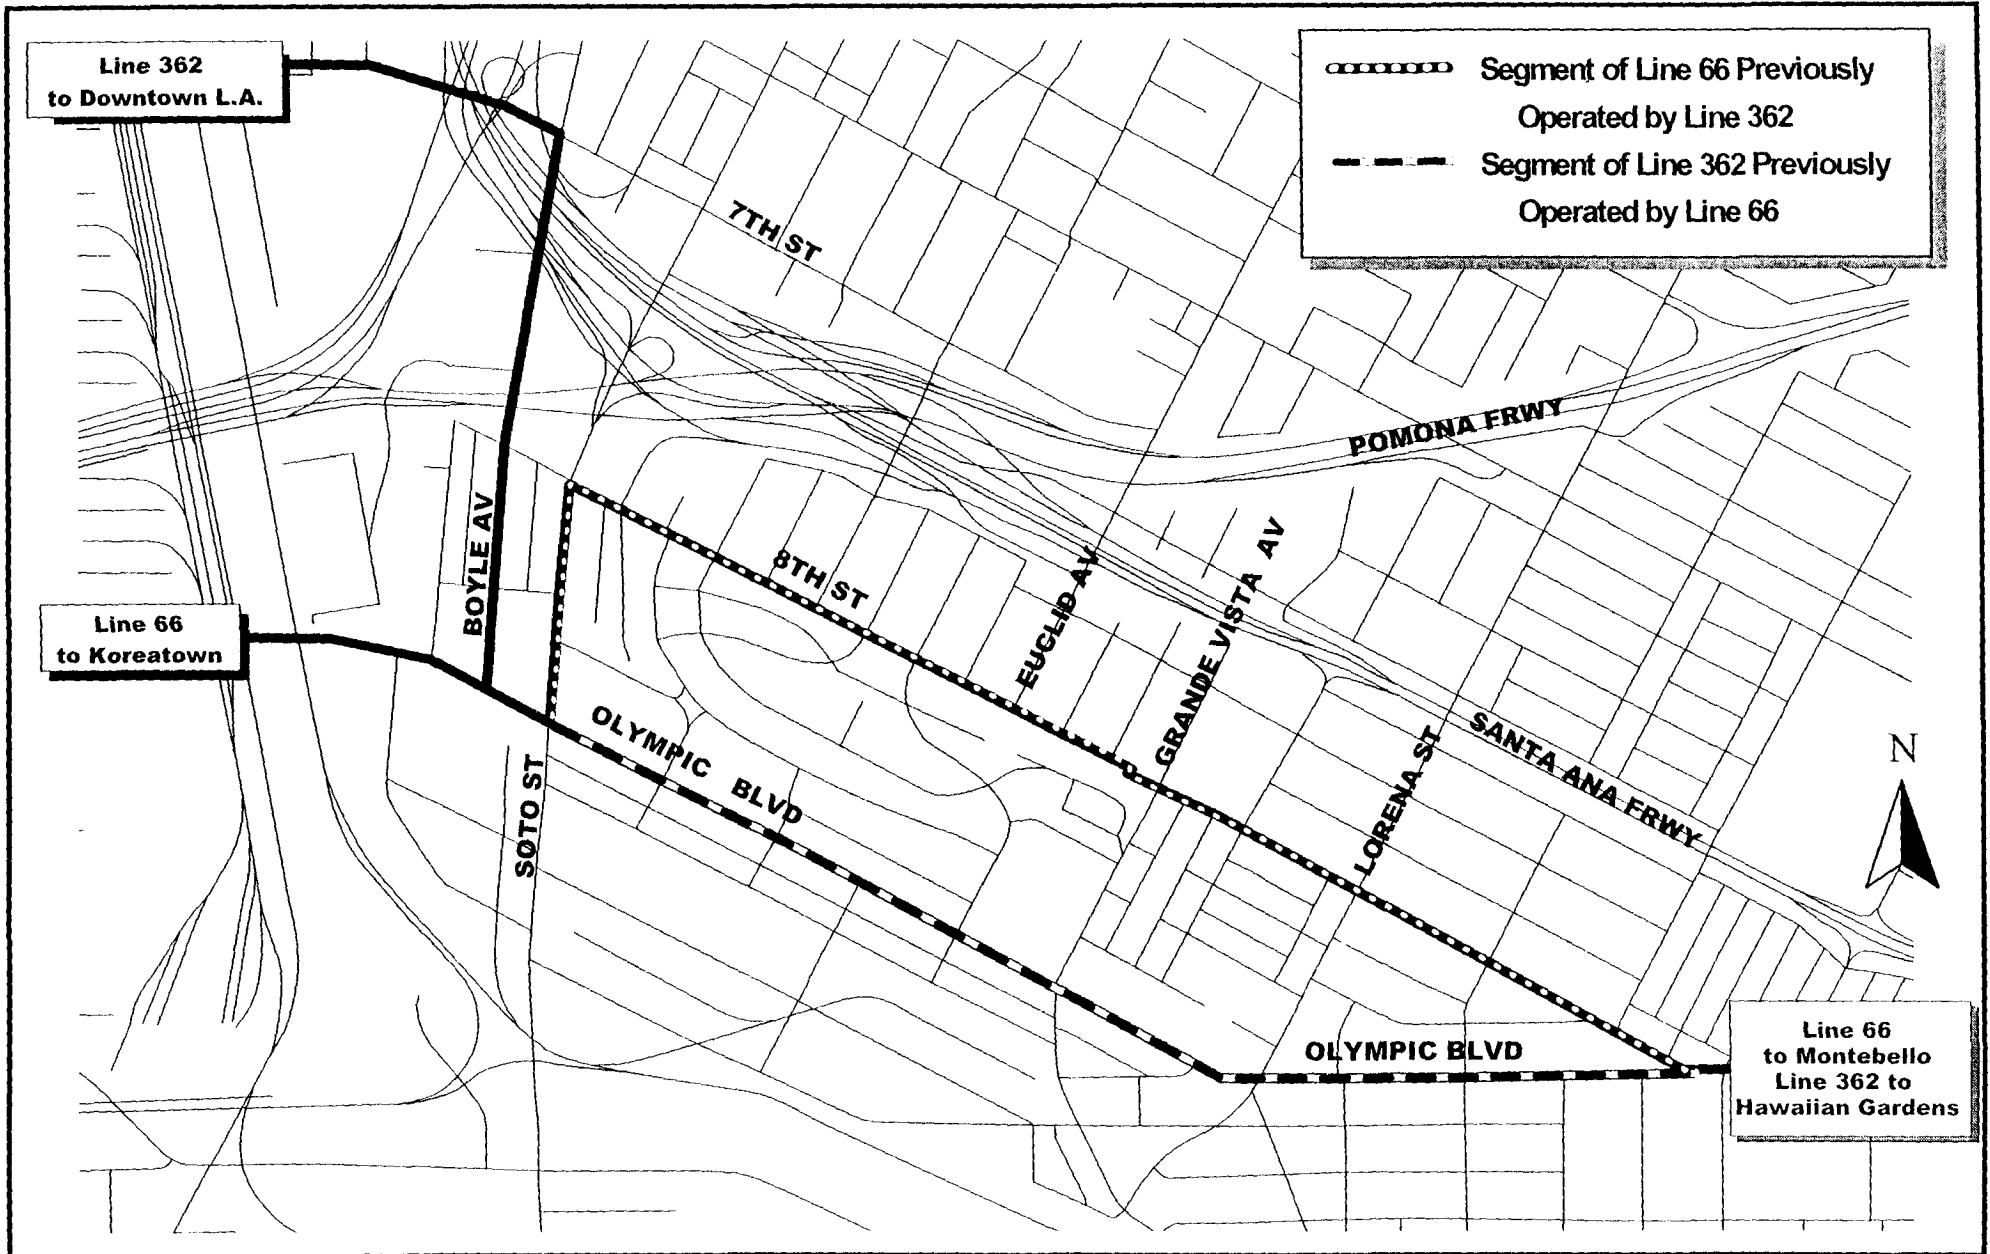 Line 362
to Downtown L.A.
Segment of Line 66 Previously
Operated by Line 362
Segment of Line 362 Previously
Operated by Line 66
7TH ST
POMONA FRWY
BOYLE AV
8TH ST
EUCLID AV
GRANDE VISTA AV
Line 66
to Koreatown
OLYMPIC BLVD
SOTO ST
LORENA ST
SANTA ANA FRWY
N
OLYMPIC BLVD
Line 66
to Montebello
Line 362 to
Hawaiian Gardens